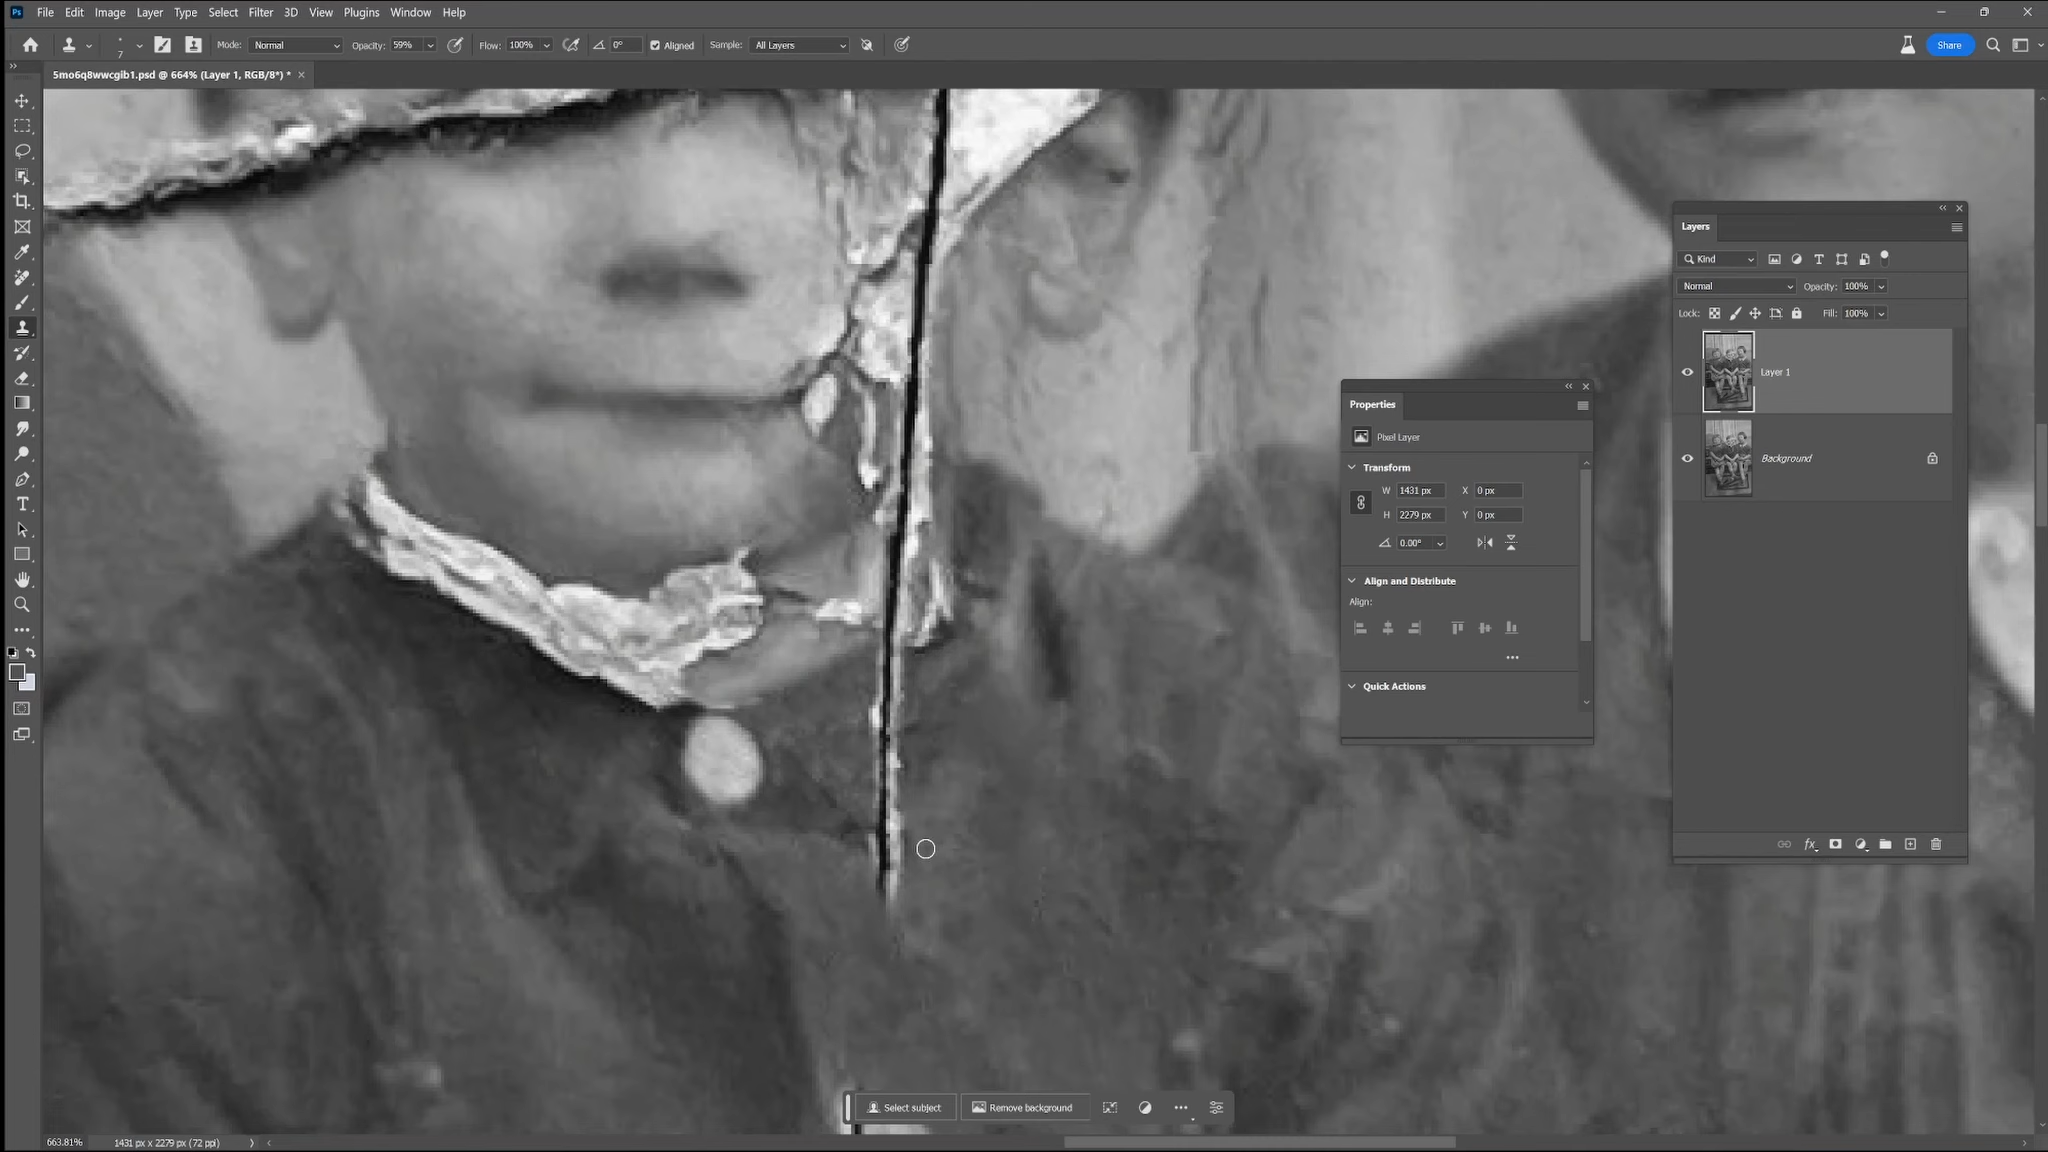 Ps File Edit Image Layer Type Select Filter 3D View Plugins Window Help
7 Mode: Normal Opacity: 59% Flow: 100% 0° Aligned Sample: All Layers Share
5mo6q8wwcgib1.psd @ 664% (Layer 1, RGB/8*) *
Layers
Kind
Normal Opacity: 100%
Lock: Fill: 100%
Layer 1
Background
Properties
Pixel Layer
Transform
W 1431 px X 0 px
H 2279 px Y 0 px
0.00°
Align and Distribute
Align:
Quick Actions
Select subject Remove background
663.81% 1431 px x 2279 px (72 ppi)